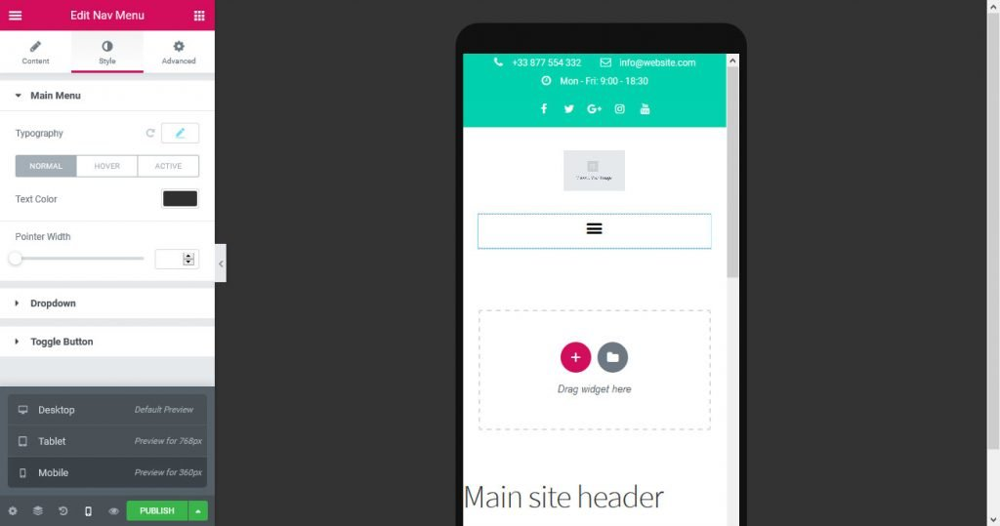 Edit Nav Menu
Content Style Advanced
Main Menu
Typography
NORMAL HOVER ACTIVE
Text Color
Pointer Width
Dropdown
Toggle Button
Desktop Default Preview
Tablet Preview for 768px
Mobile Preview for 360px
PUBLISH
+33 877 554 332 info@website.com
Mon - Fri: 9:00 - 18:30
Drag widget here
Main site header